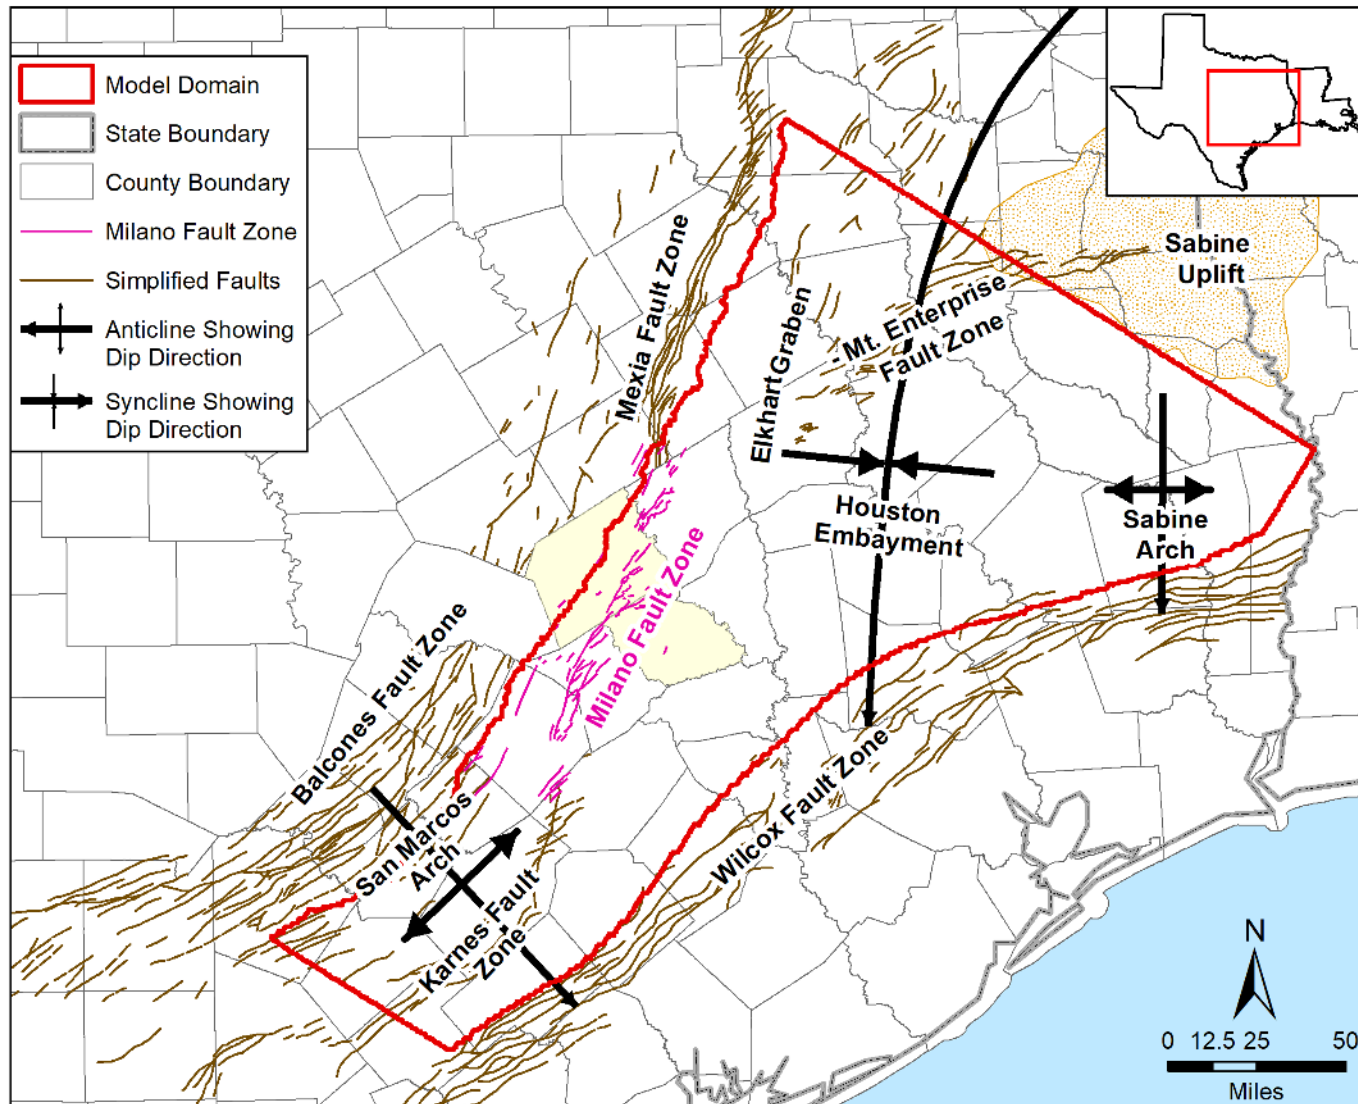 Model Domain
State Boundary
County Boundary
Milano Fault Zone
Simplified Faults
Anticline Showing
Dip Direction
Syncline Showing
Dip Direction
Sabine
Uplift
Mexia Fault Zone
Elkhart Graben
- Mt. Enterprise
Fault Zone
Houston
Embayment
Sabine
Arch
Milano Fault Zone
Balcones Fault Zone
San Marcos
Arch
Karnes Fault
Zone
Wilcox Fault Zone
N
0 12.5 25 50
Miles